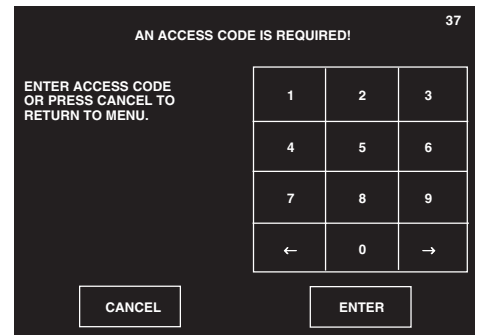 37
AN ACCESS CODE IS REQUIRED!
ENTER ACCESS CODE
OR PRESS CANCEL TO
RETURN TO MENU.
1 2 3
4 5 6
7 8 9
← 0 →
CANCEL ENTER